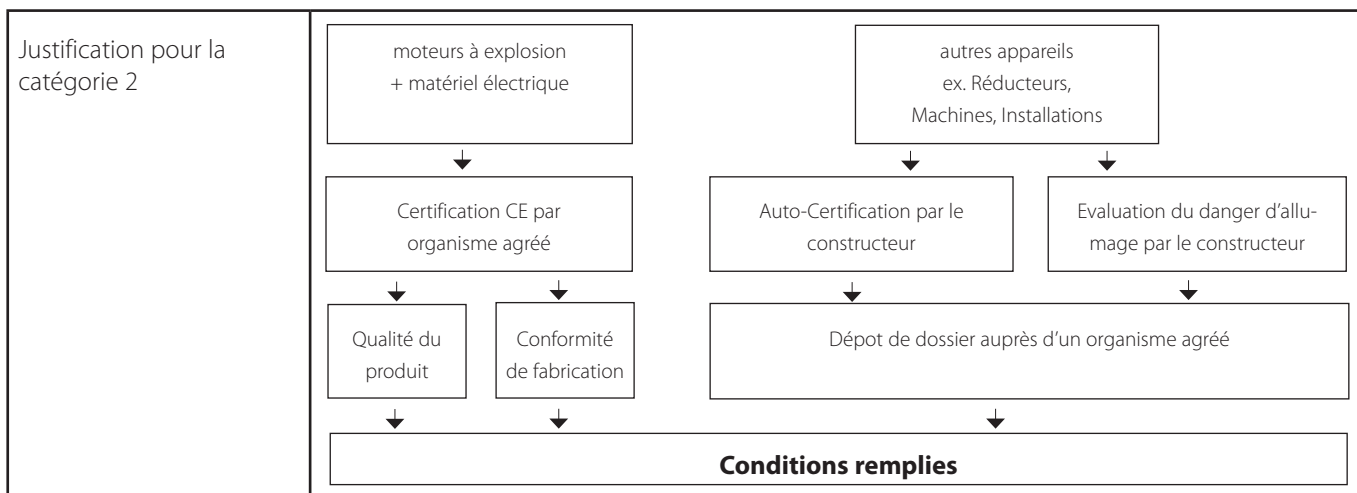 Justification pour la
catégorie 2
moteurs à explosion
+ matériel électrique
autres appareils
ex. Réducteurs,
Machines, Installations
Certification CE par
organisme agréé
Auto-Certification par le
constructeur
Evaluation du danger d'allu-
mage par le constructeur
Qualité du
produit
Conformité
de fabrication
Dépot de dossier auprès d'un organisme agréé
Conditions remplies